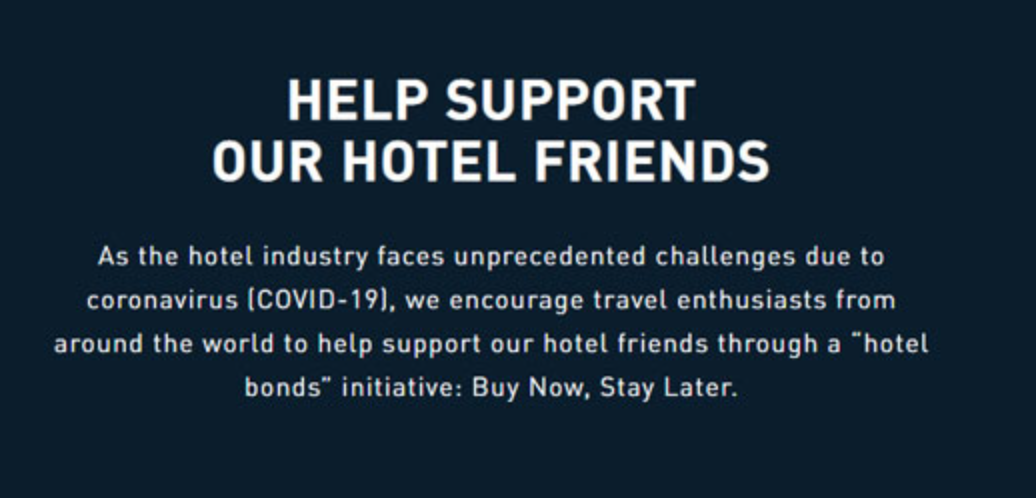 HELP SUPPORT
OUR HOTEL FRIENDS
As the hotel industry faces unprecedented challenges due to
coronavirus (COVID-19), we encourage travel enthusiasts from
around the world to help support our hotel friends through a “hotel
bonds” initiative: Buy Now, Stay Later.